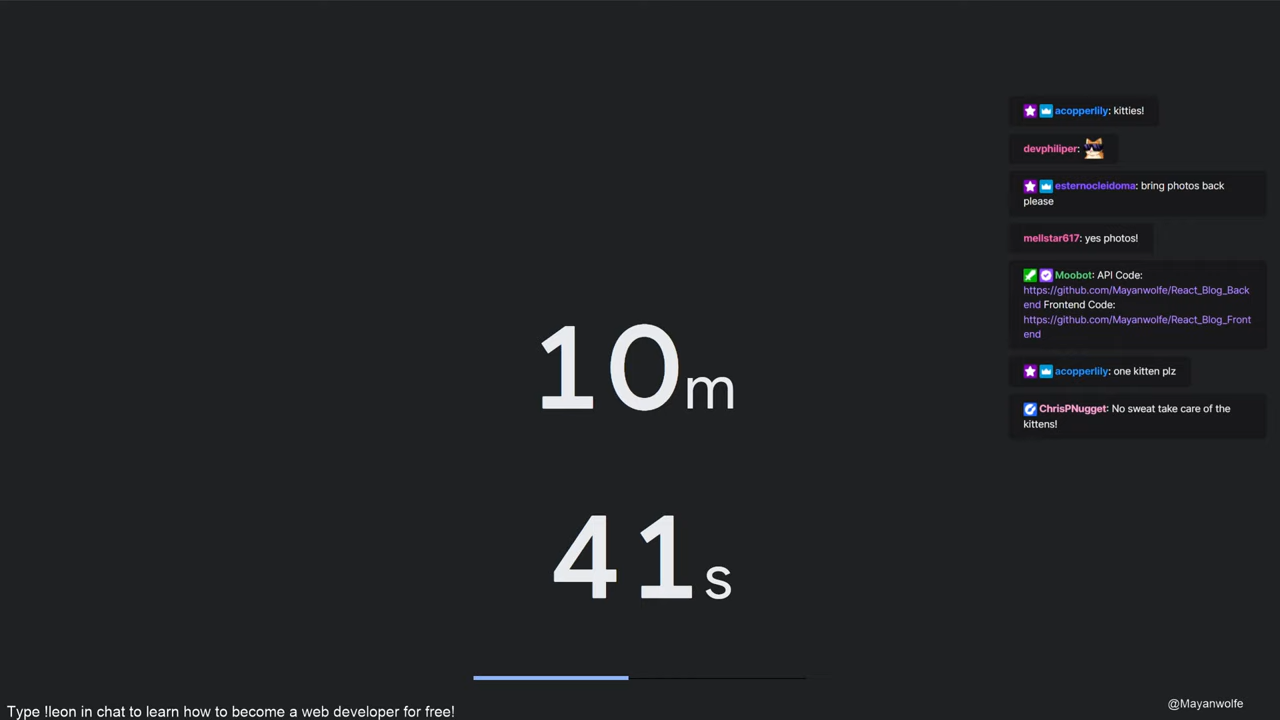 acopperlily: kitties!
devphiliper:
esternocleidoma: bring photos back
please
mellstar617: yes photos!
Moobot: API Code:
https://github.com/Mayanwolfe/React_Blog_Back
end Frontend Code:
https://github.com/Mayanwolfe/React_Blog_Front
end
acopperlily: one kitten plz
ChrisPNugget: No sweat take care of the
kittens!
10m
41s
@Mayanwolfe
Type !leon in chat to learn how to become a web developer for free!